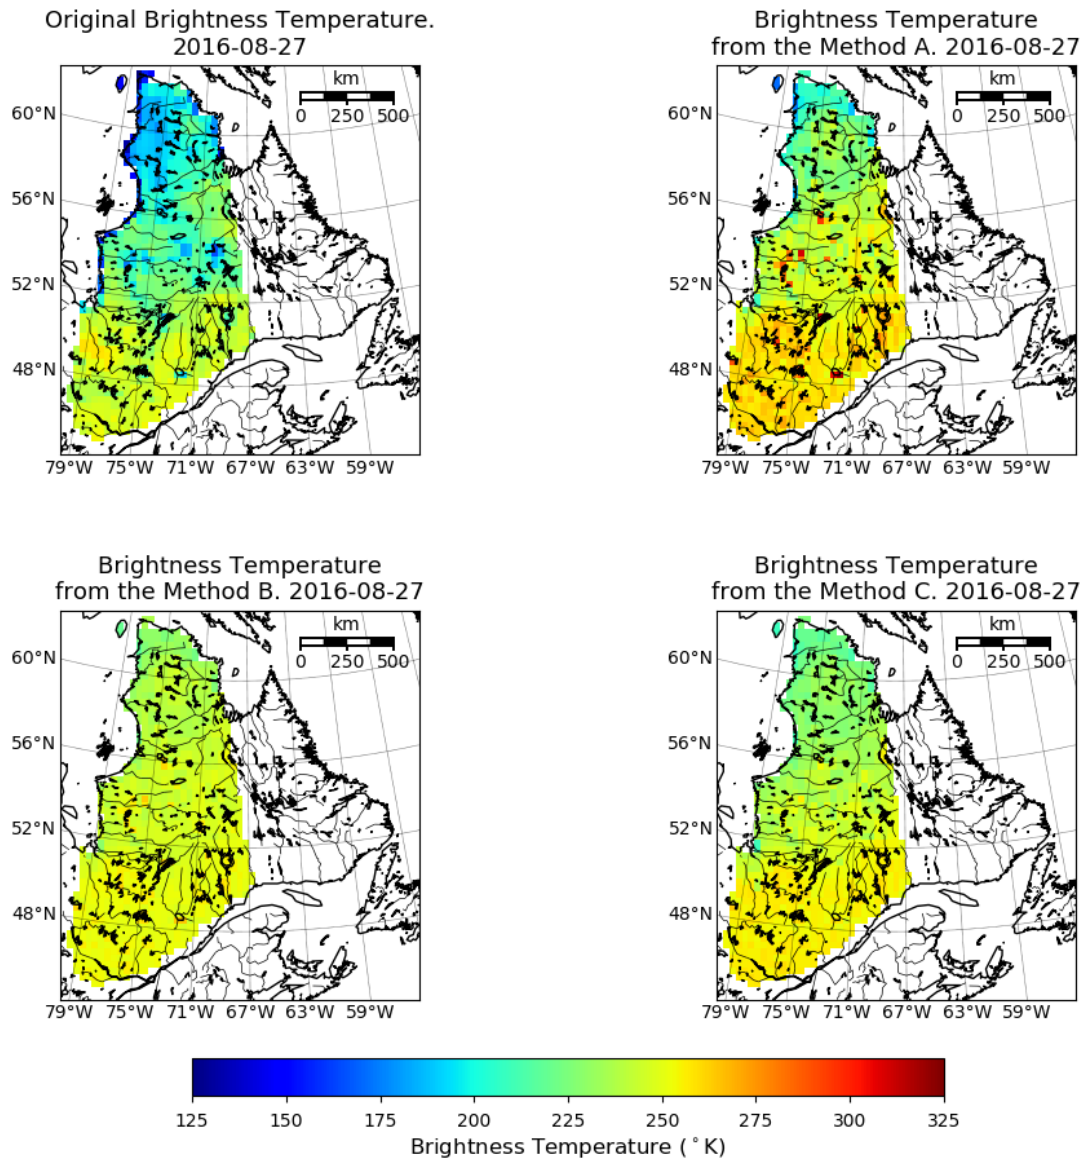 Original Brightness Temperature.
2016-08-27
km
0 250 500
60°N
56°N
52°N
48°N
79°W 75°W 71°W 67°W 63°W 59°W
Brightness Temperature
from the Method A. 2016-08-27
km
0 250 500
60°N
56°N
52°N
48°N
79°W 75°W 71°W 67°W 63°W 59°W
Brightness Temperature
from the Method B. 2016-08-27
km
0 250 500
60°N
56°N
52°N
48°N
79°W 75°W 71°W 67°W 63°W 59°W
Brightness Temperature
from the Method C. 2016-08-27
km
0 250 500
60°N
56°N
52°N
48°N
79°W 75°W 71°W 67°W 63°W 59°W
125 150 175 200 225 250 275 300 325
Brightness Temperature (°K)